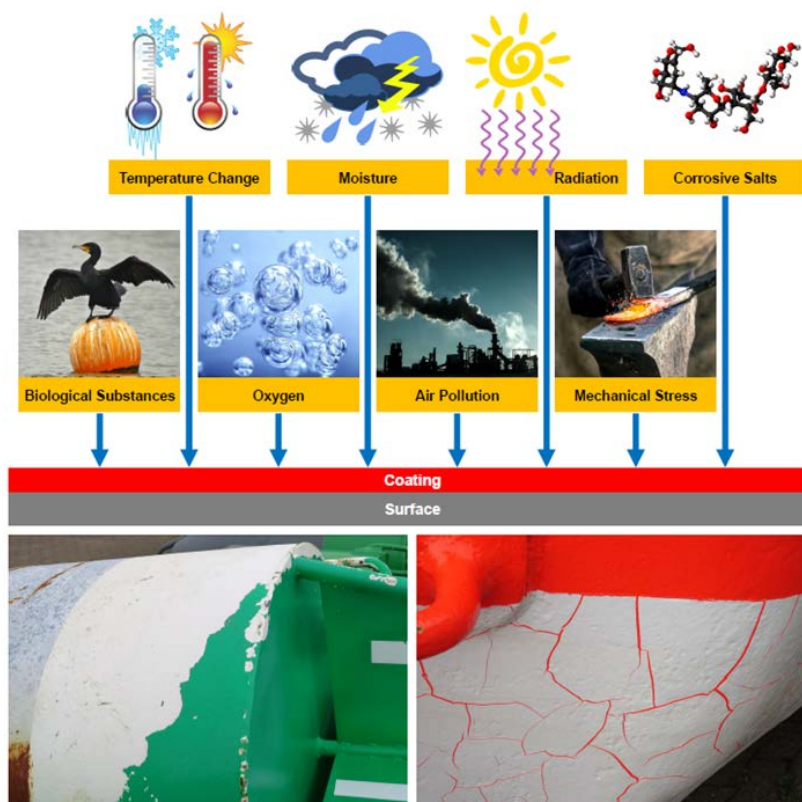 Temperature Change
Moisture
Radiation
Corrosive Salts
Biological Substances
Oxygen
Air Pollution
Mechanical Stress
Coating
Surface